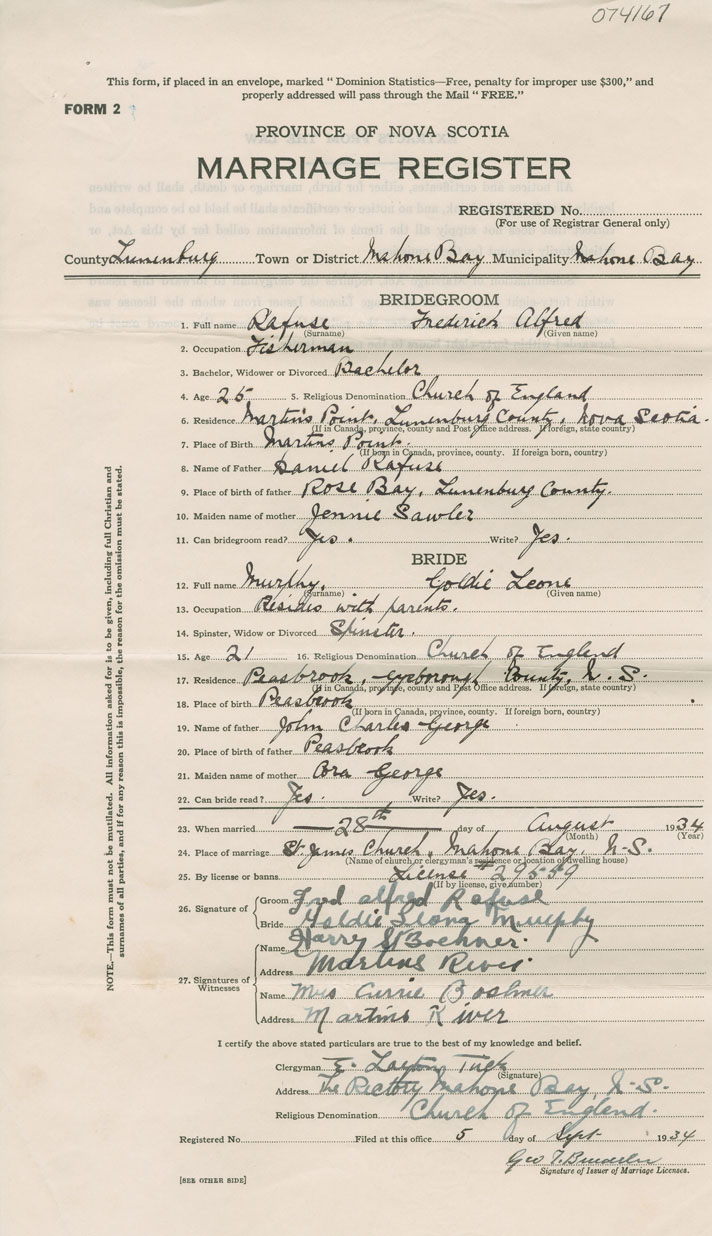 074167
This form, if placed in an envelope, marked "Dominion Statistics—Free, penalty for improper use $300," and
properly addressed will pass through the Mail "FREE."
FORM 2
PROVINCE OF NOVA SCOTIA
MARRIAGE REGISTER
REGISTERED No.
(For use of Registrar General only)
County Lunenburg Town or District Mahone Bay Municipality Mahone Bay
BRIDEGROOM
1. Full name Rafuse Frederick Alfred
(Surname) (Given name)
2. Occupation Fisherman
3. Bachelor, Widower or Divorced Bachelor
4. Age 25 5. Religious Denomination Church of England
6. Residence Martin's Point, Lunenburg County, Nova Scotia.
(If in Canada, province, county and Post Office address. If foreign, state country)
7. Place of Birth Martins Point.
(If born in Canada, province, county. If foreign born, country)
8. Name of Father Daniel Rafuse
9. Place of birth of father Rose Bay, Lunenburg County.
10. Maiden name of mother Jennie Sawler
11. Can bridegroom read? Yes. Write? Yes.
BRIDE
12. Full name Murphy, Goldie Leone
(Surname) (Given name)
13. Occupation Resides with parents.
14. Spinster, Widow or Divorced Spinster.
15. Age 21 16. Religious Denomination Church of England
17. Residence Peasbrook, Gysborough County, N. S.
(If in Canada, province, county and Post Office address. If foreign, state country)
18. Place of birth Peasbrook
(If born in Canada, province, county. If foreign born, country)
19. Name of father John Charles George
20. Place of birth of father Peasbrook
21. Maiden name of mother Ora George
22. Can bride read? Yes. Write? Yes.
23. When married 28th day of August 1934
(Month) (Year)
24. Place of marriage St. James Church, Mahone Bay, N-S.
(Name of church or clergyman's residence or location of dwelling house)
25. By license or banns License #29559
(If by license, give number)
26. Signature of Groom Fred alfred Rafuse
Bride Goldie Leona Murphy
27. Signatures of Witnesses
Name Harry Boehner.
Address Martins River
Name Mrs Boehner
Address Martins River
I certify the above stated particulars are true to the best of my knowledge and belief.
Clergyman E. Layton Tuck
(Signature)
Address The Rectory Mahone Bay, N-S.
Religious Denomination Church of England.
Registered No. Filed at this office 5 day of Sept 1934
Geo T.
Signature of Issuer of Marriage Licenses.
[SEE OTHER SIDE]
NOTE.—This form must not be mutilated. All information asked for is to be given, including full Christian and
surnames of all parties, and if for any reason this is impossible, the reason for the omission must be stated.